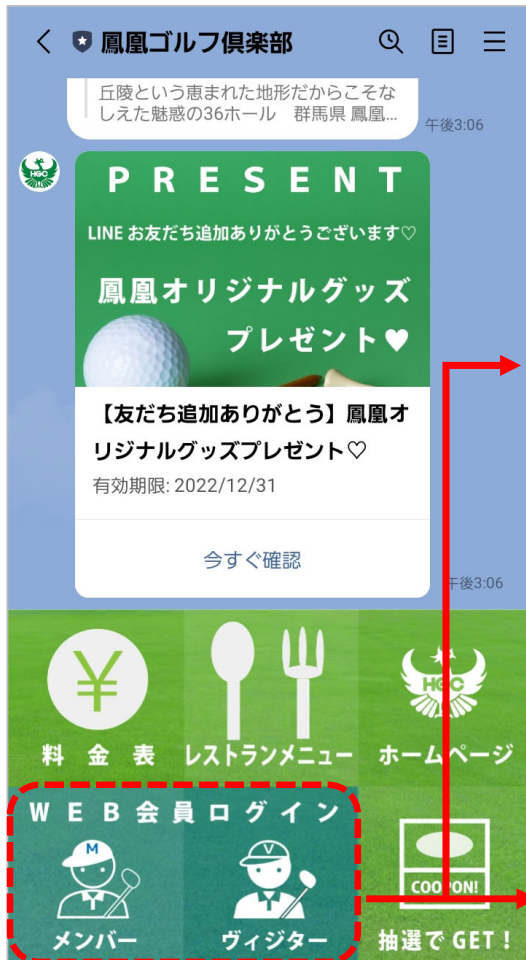 鳳凰ゴルフ倶楽部
丘陵という恵まれた地形だからこそな
しえた魅惑の36ホール 群馬県 鳳凰...
午後3:06
HGC
PRESENT
LINE お友だち追加ありがとうございます♡
鳳凰オリジナルグッズ
プレゼント♥
【友だち追加ありがとう】鳳凰オ
リジナルグッズプレゼント♡
有効期限: 2022/12/31
今すぐ確認
午後3:06
¥
HGC
料金表
レストランメニュー
ホームページ
WEB会員ログイン
M
V
COUPON!
メンバー
ヴィジター
抽選でGET!